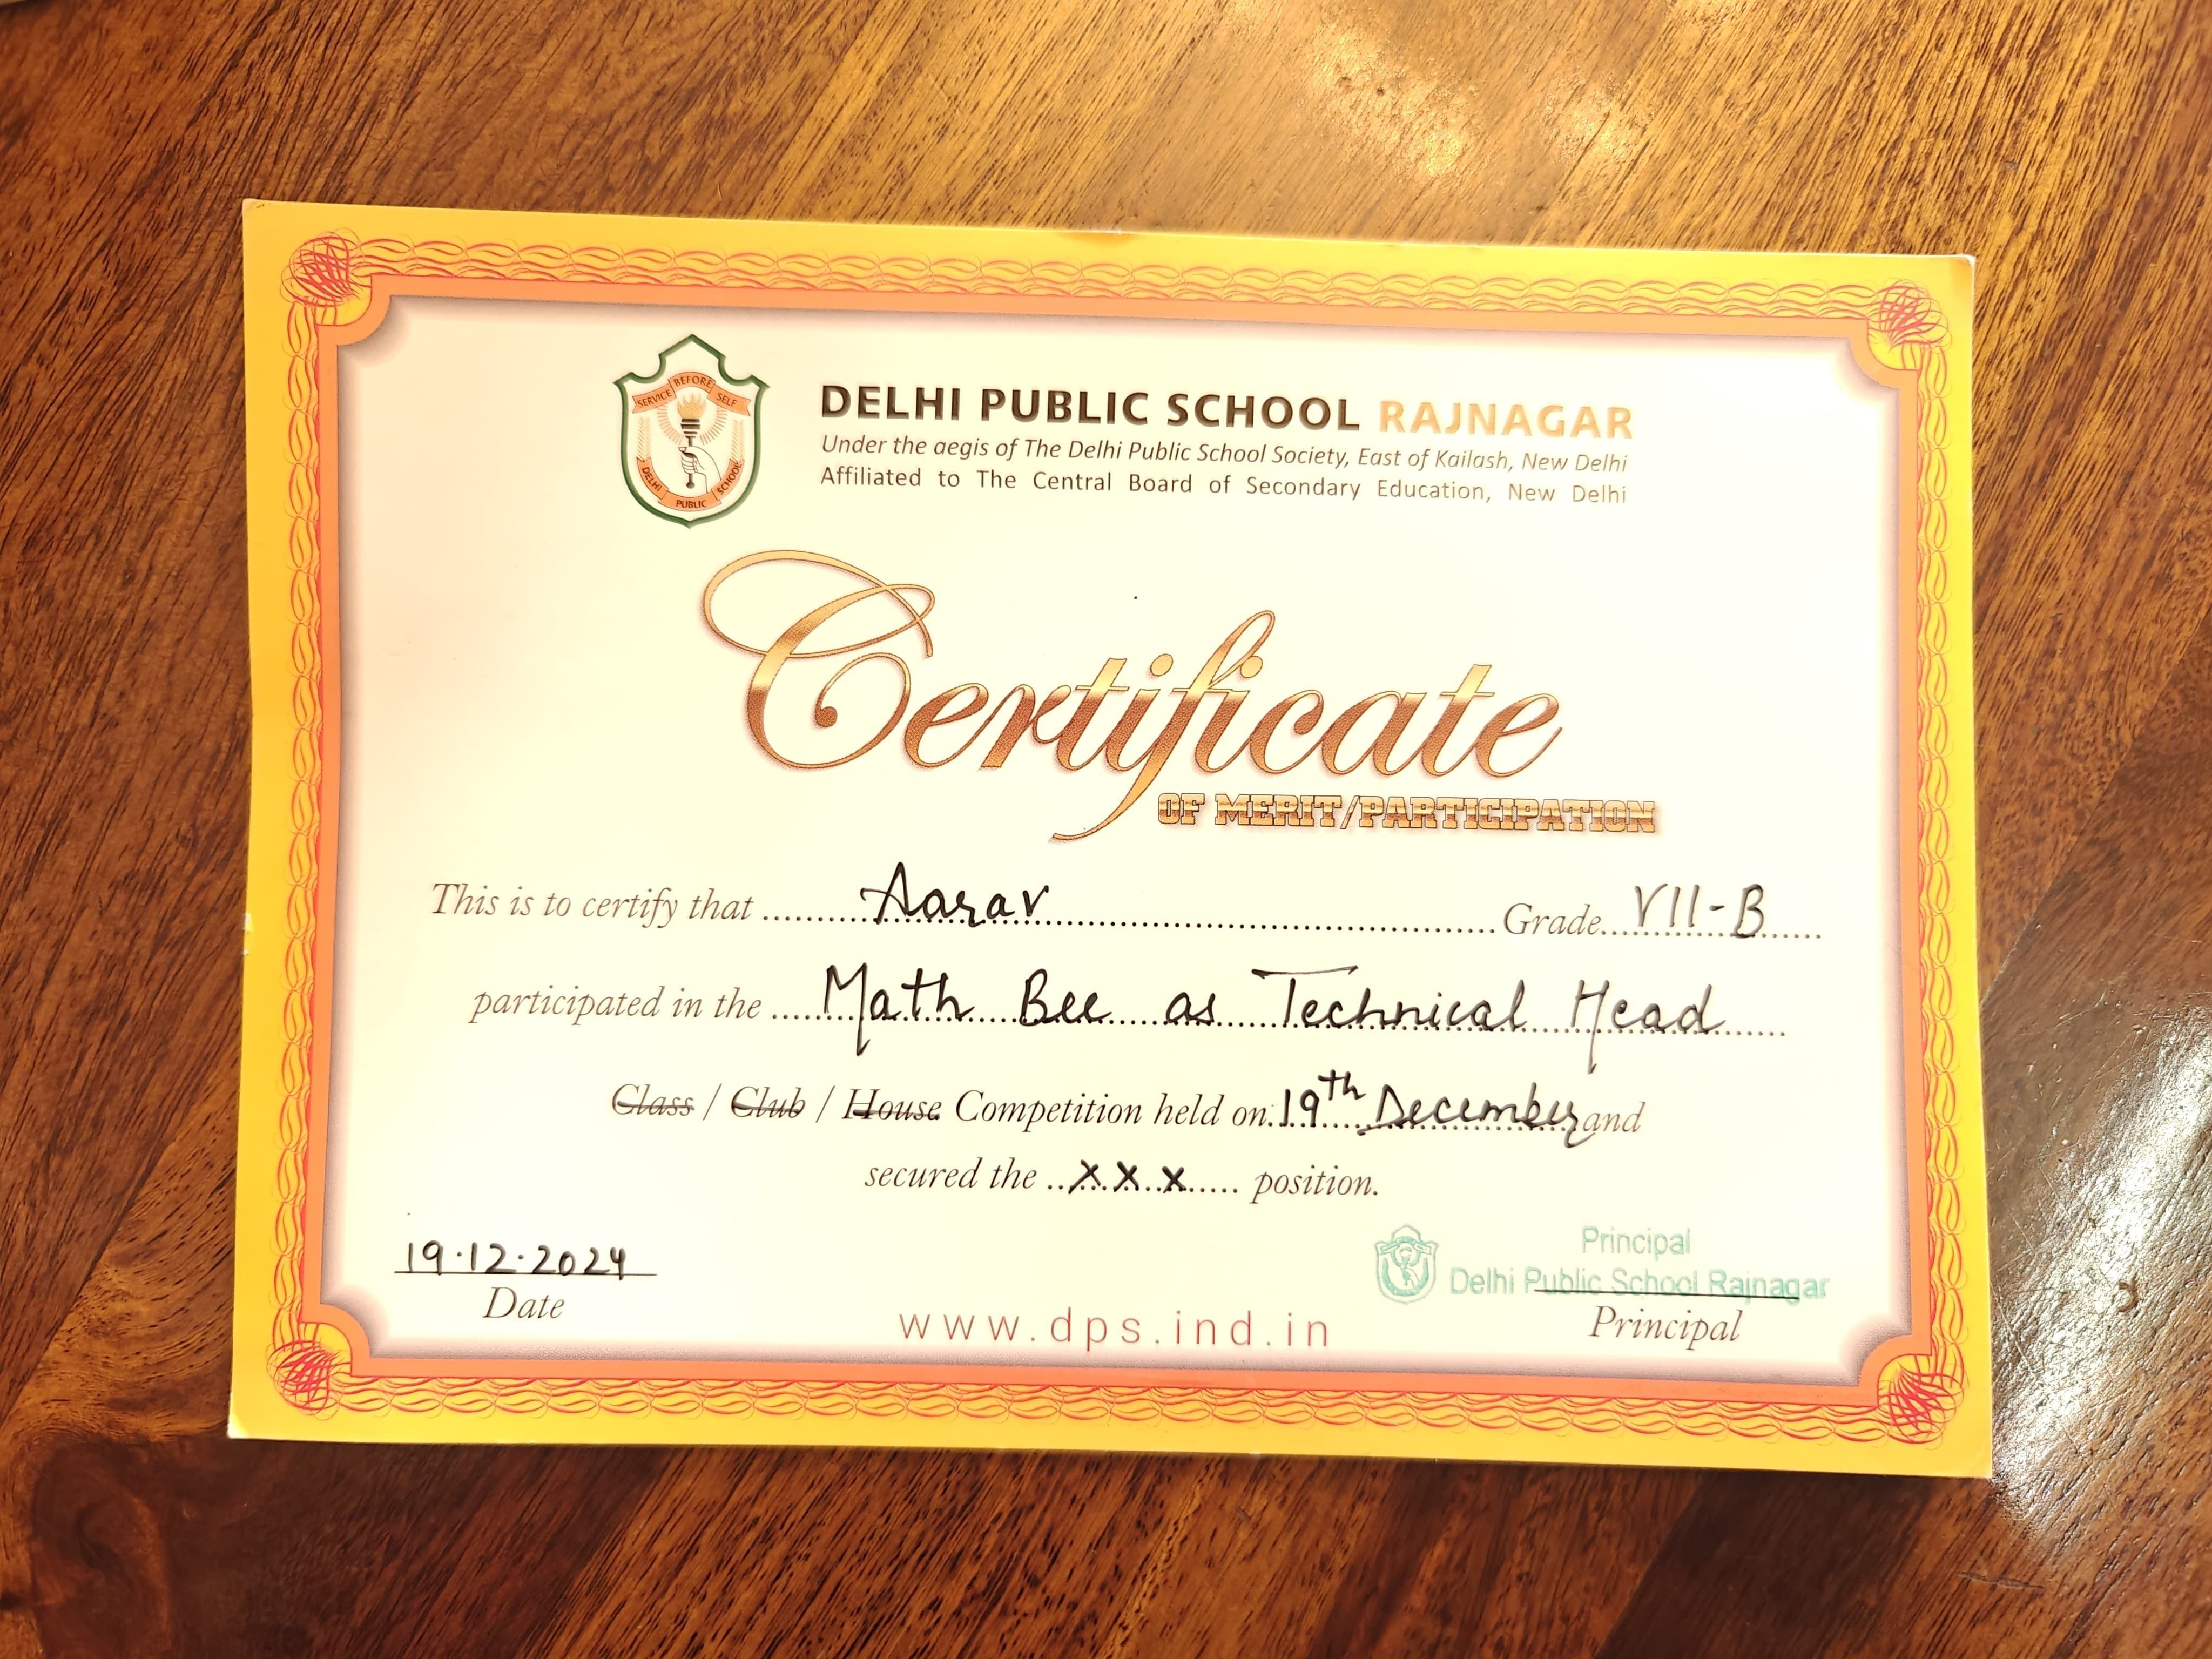 SERVICE BEFORE SELF
DELHI PUBLIC SCHOOL
DELHI PUBLIC SCHOOL RAJNAGAR
Under the aegis of The Delhi Public School Society, East of Kailash, New Delhi
Affiliated to The Central Board of Secondary Education, New Delhi
Certificate
OF MERIT/PARTICIPATION
This is to certify that Aarav Grade VII-B
participated in the Math Bee as Technical Head
Class / Club / House Competition held on 19th December and
secured the XXX position.
19.12.2024
Date
www.dps.ind.in
Principal
Delhi Public School Rajnagar
Principal